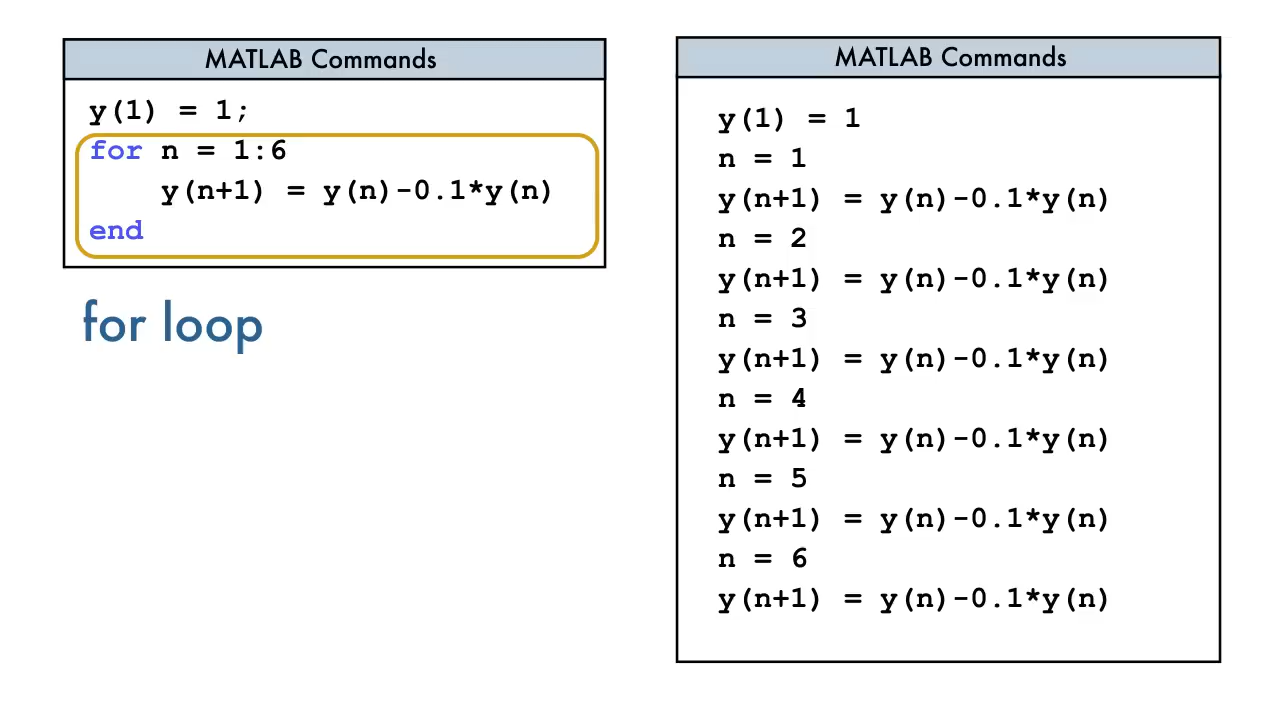 MATLAB Commands
y(1) = 1;
for n = 1:6
    y(n+1) = y(n)-0.1*y(n)
end
for loop
MATLAB Commands
y(1) = 1
n = 1
y(n+1) = y(n)-0.1*y(n)
n = 2
y(n+1) = y(n)-0.1*y(n)
n = 3
y(n+1) = y(n)-0.1*y(n)
n = 4
y(n+1) = y(n)-0.1*y(n)
n = 5
y(n+1) = y(n)-0.1*y(n)
n = 6
y(n+1) = y(n)-0.1*y(n)